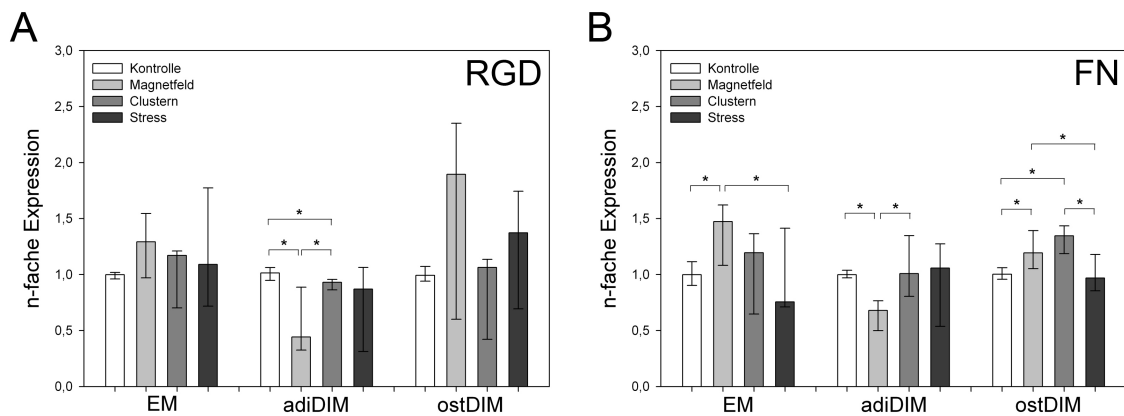 A
RGD
n-fache Expression
3,0
2,5
2,0
1,5
1,0
0,5
0,0
Kontrolle
Magnetfeld
Clustern
Stress
*
*
*
EM
adiDIM
ostDIM
B
FN
n-fache Expression
3,0
2,5
2,0
1,5
1,0
0,5
0,0
Kontrolle
Magnetfeld
Clustern
Stress
*
*
*
*
*
*
*
*
*
EM
adiDIM
ostDIM